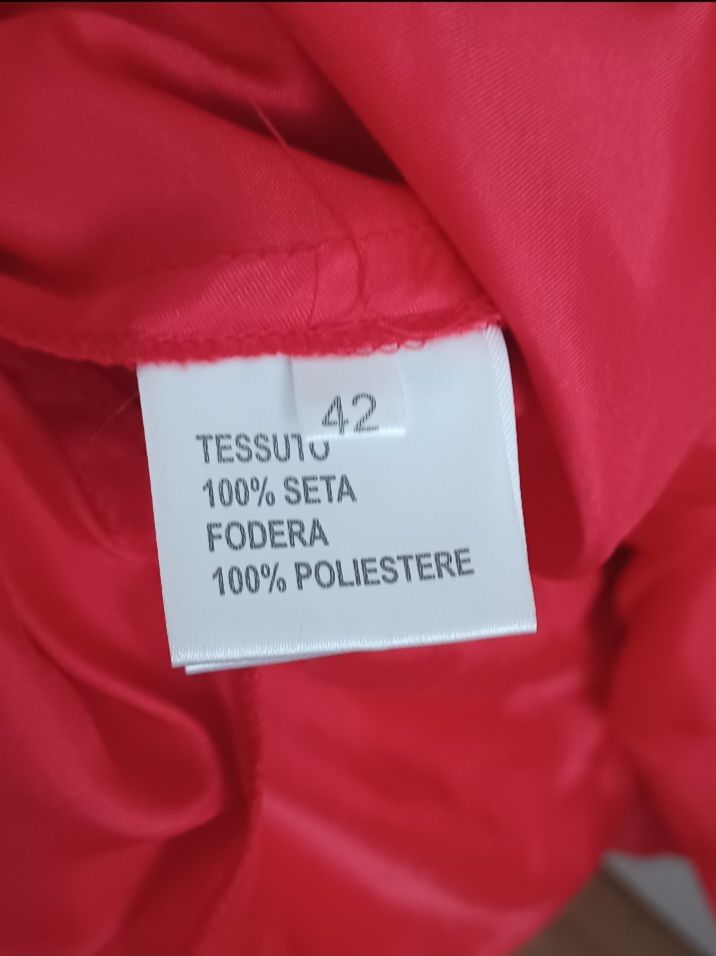 42
TESSUTO
100% SETA
FODERA
100% POLIESTERE